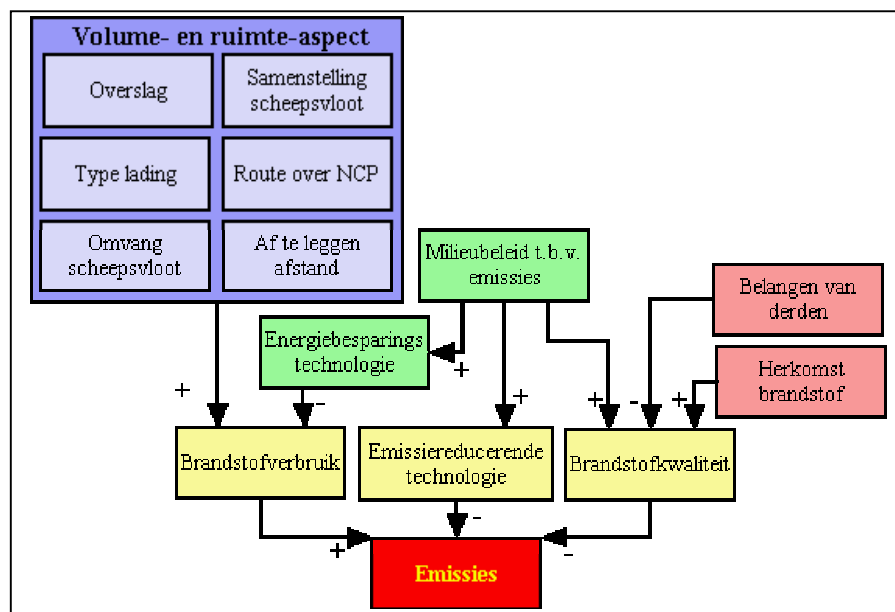 Volume- en ruimte-aspect
Overslag
Samenstelling
scheepsvloot
Type lading
Route over NCP
Omvang
scheepsvloot
Af te leggen
afstand
Milieubeleid t.b.v.
emissies
Belangen van
derden
Energiebesparings
technologie
Herkomst
brandstof
+
+
-
+
+
-
+
Brandstofverbruik
Emissiereducerende
technologie
Brandstofkwaliteit
+
-
-
Emissies